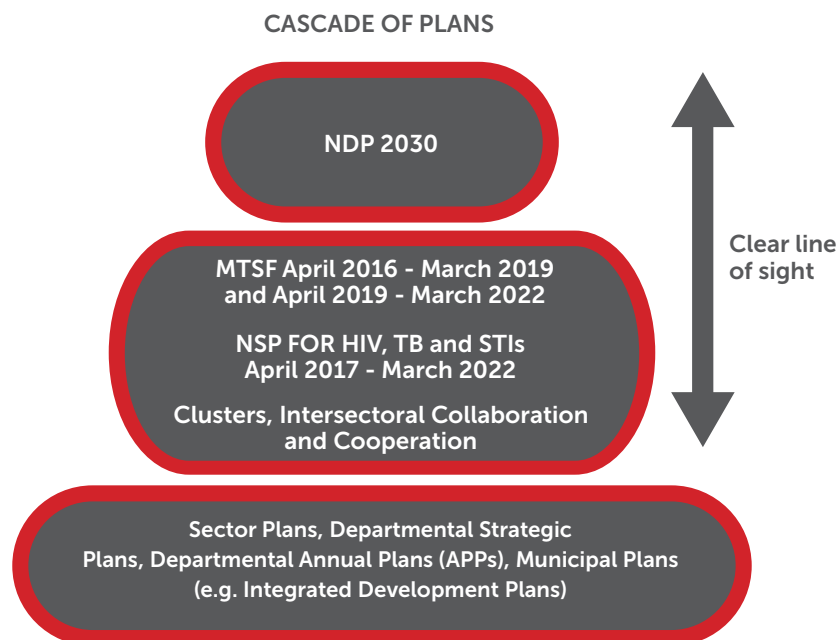 CASCADE OF PLANS
NDP 2030
MTSF April 2016 - March 2019
and April 2019 - March 2022
NSP FOR HIV, TB and STIs
April 2017 - March 2022
Clusters, Intersectoral Collaboration
and Cooperation
Clear line
of sight
Sector Plans, Departmental Strategic
Plans, Departmental Annual Plans (APPs), Municipal Plans
(e.g. Integrated Development Plans)